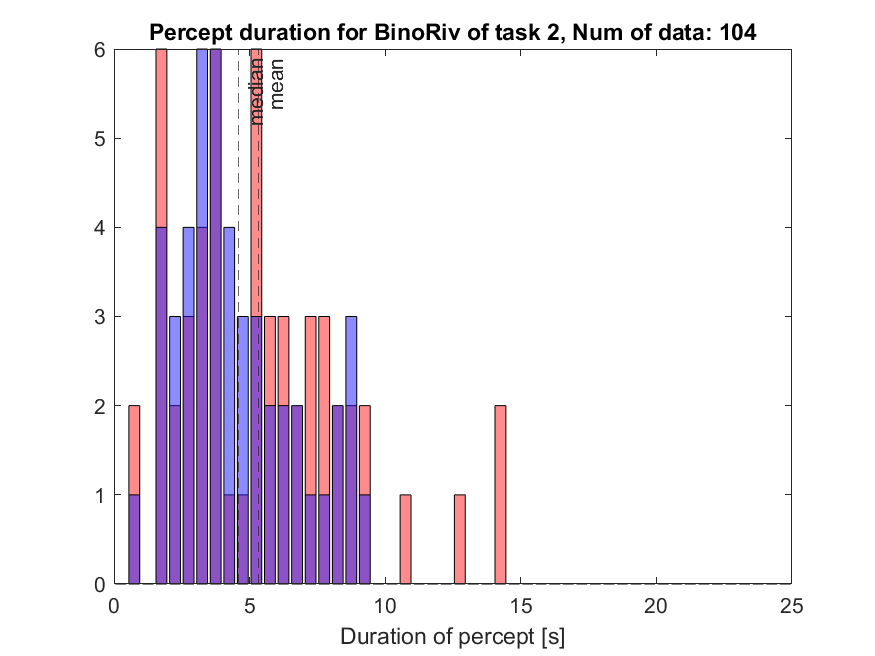 Percept duration for BinoRiv of task 2, Num of data: 104
6
5
4
3
2
1
0
median
mean
0 5 10 15 20 25
Duration of percept [s]